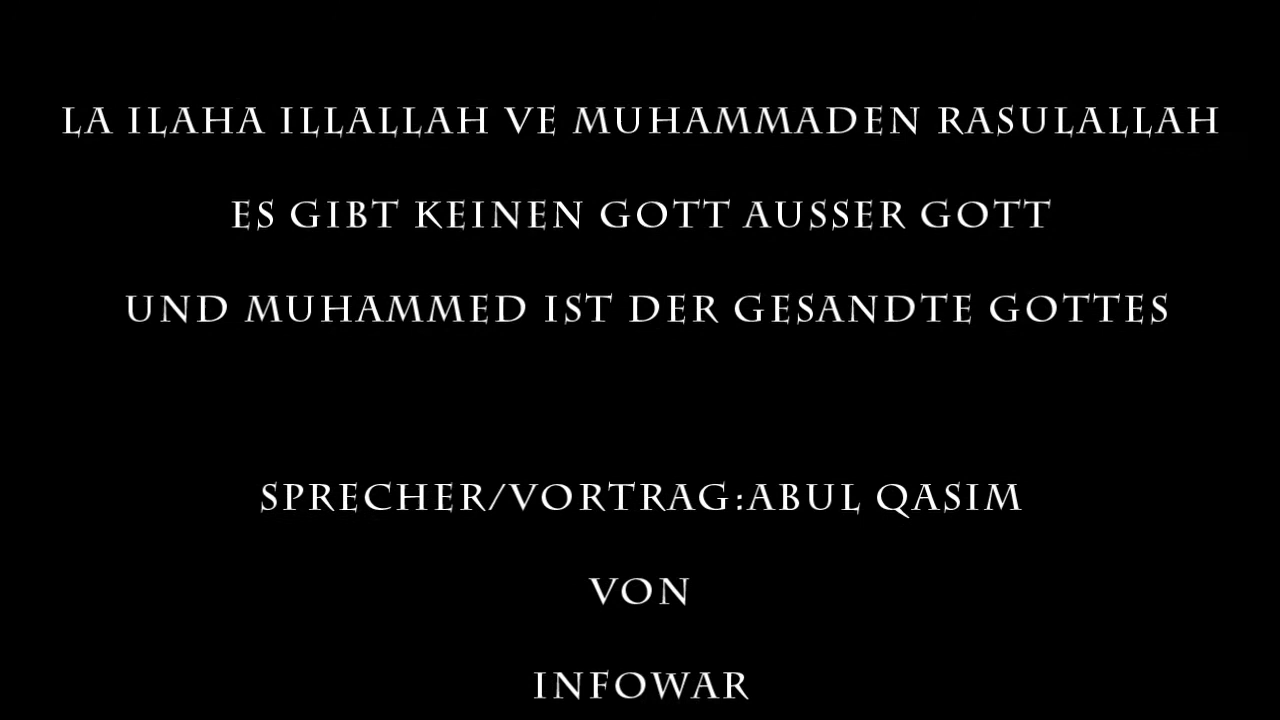 LA ILAHA ILLALLAH VE MUHAMMADEN RASULALLAH
ES GIBT KEINEN GOTT AUSSER GOTT
UND MUHAMMED IST DER GESANDTE GOTTES
SPRECHER/VORTRAG:ABUL QASIM
VON
INFOWAR